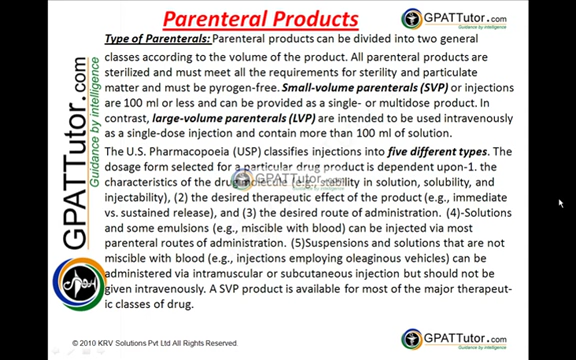 Parenteral Products
GPATTutor.com
Guidance by intelligence
Type of Parenterals: Parenteral products can be divided into two general
classes according to the volume of the product. All parenteral products are
sterilized and must meet all the requirements for sterility and particulate
matter and must be pyrogen-free. Small-volume parenterals (SVP) or injections
are 100 ml or less and can be provided as a single- or multidose product. In
contrast, large-volume parenterals (LVP) are intended to be used intravenously
as a single-dose injection and contain more than 100 ml of solution.
The U.S. Pharmacopoeia (USP) classifies injections into five different types. The
dosage form selected for a particular drug product is dependent upon-1. the
characteristics of the drug molecule (e.g., stability in solution, solubility, and
injectability), (2) the desired therapeutic effect of the product (e.g., immediate
vs. sustained release), and (3) the desired route of administration. (4)-Solutions
and some emulsions (e.g., miscible with blood) can be injected via most
parenteral routes of administration. (5)Suspensions and solutions that are not
miscible with blood (e.g., injections employing oleaginous vehicles) can be
administered via intramuscular or subcutaneous injection but should not be
given intravenously. A SVP product is available for most of the major therapeut-
ic classes of drug.
GPATTutor.com
Guidance by intelligence
GPATTutor.com
© 2010 KRV Solutions Pvt Ltd All Rights Reserved.
GPATTutor.com
Guidance by intelligence